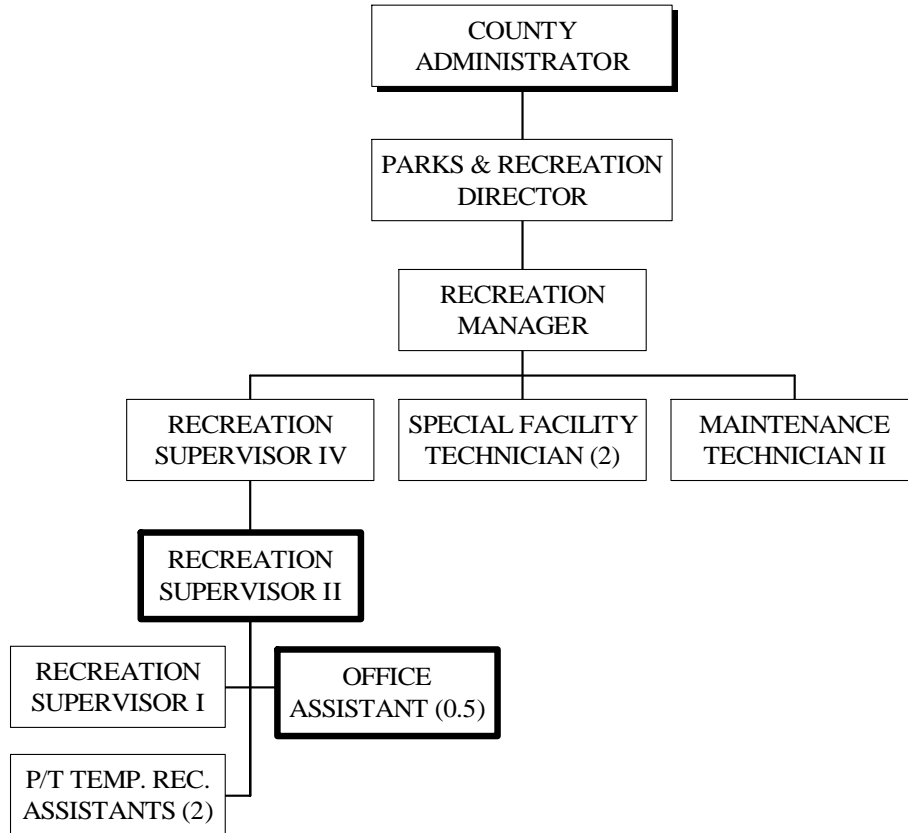 COUNTY
ADMINISTRATOR
PARKS & RECREATION
DIRECTOR
RECREATION
MANAGER
RECREATION
SUPERVISOR IV
SPECIAL FACILITY
TECHNICIAN (2)
MAINTENANCE
TECHNICIAN II
RECREATION
SUPERVISOR II
RECREATION
SUPERVISOR I
OFFICE
ASSISTANT (0.5)
P/T TEMP. REC.
ASSISTANTS (2)